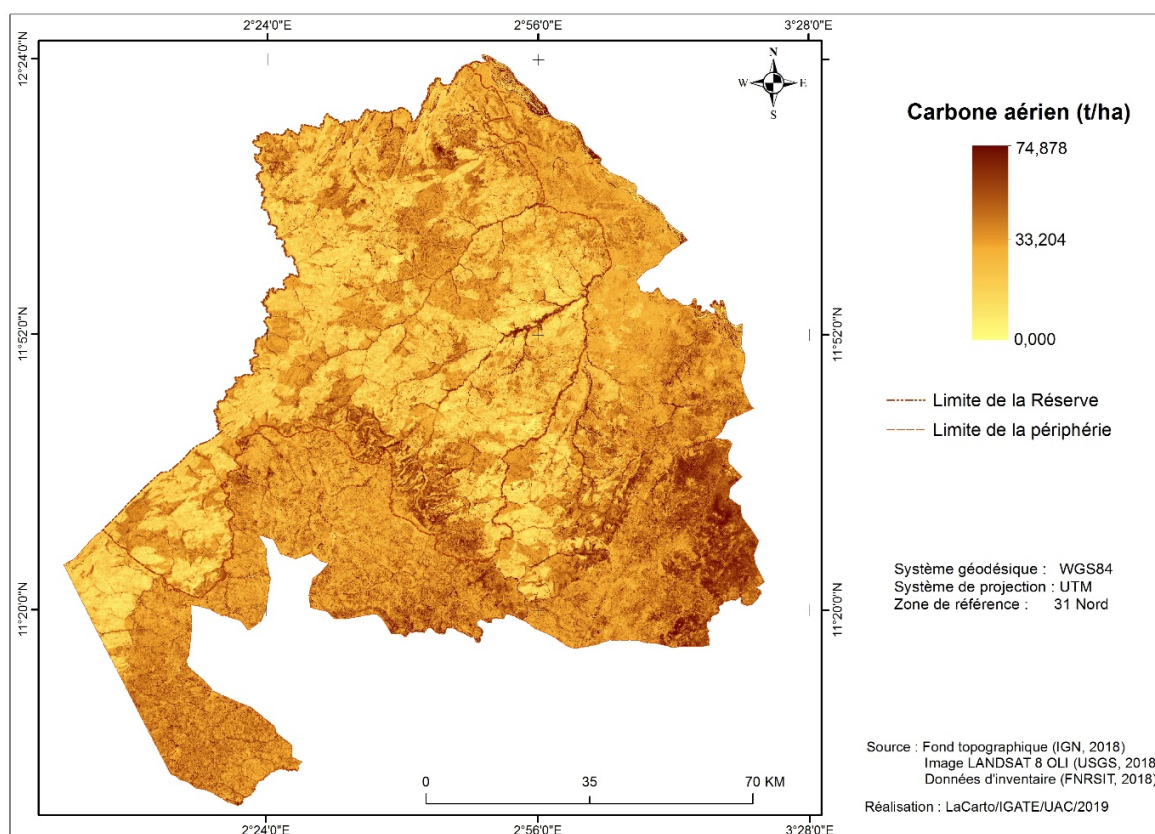 2°24'0"E
2°56'0"E
3°28'0"E
12°24'0"N
12°24'0"N
N
W
E
S
Carbone aérien (t/ha)
74,878
33,204
0,000
11°52'0"N
11°52'0"N
Limite de la Réserve
Limite de la périphérie
Système géodésique : WGS84
Système de projection : UTM
Zone de référence : 31 Nord
11°20'0"N
11°20'0"N
Source : Fond topographique (IGN, 2018)
Image LANDSAT 8 OLI (USGS, 2018
Données d'inventaire (FNRSIT, 2018)
0 35 70 KM
Réalisation : LaCarto/IGATE/UAC/2019
2°24'0"E
2°56'0"E
3°28'0"E